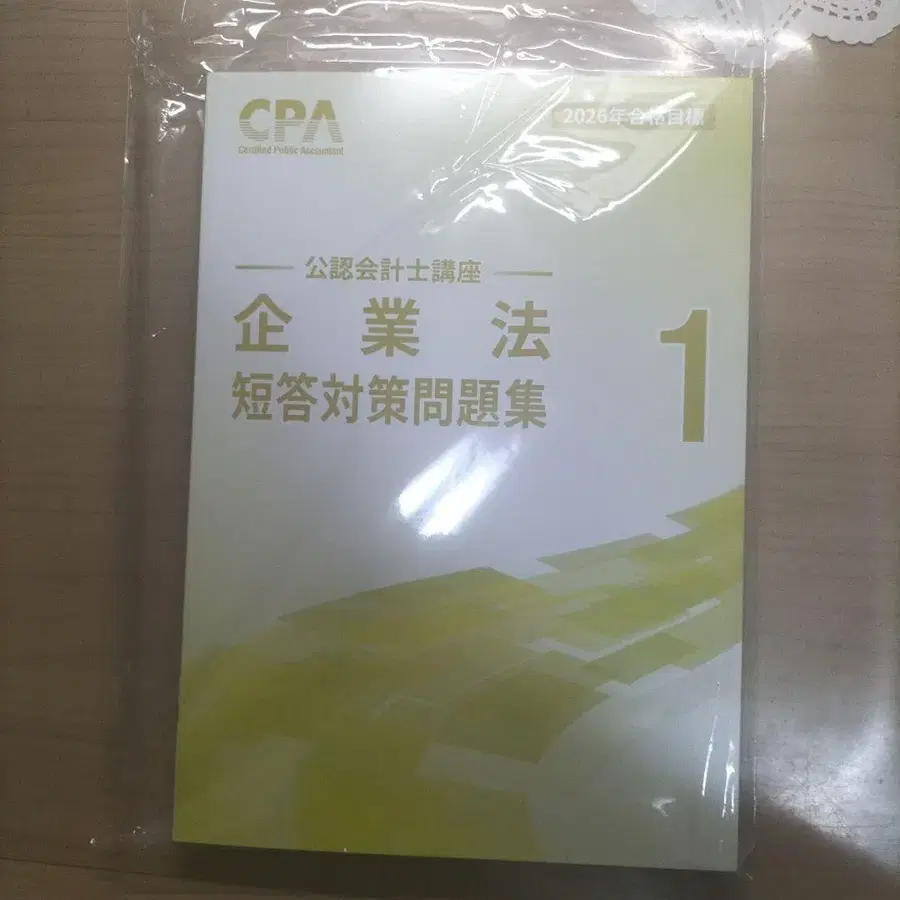 CPA
Certified Public Accountant
2026年合格目標
公認会計士講座
企業法
短答対策問題集
1